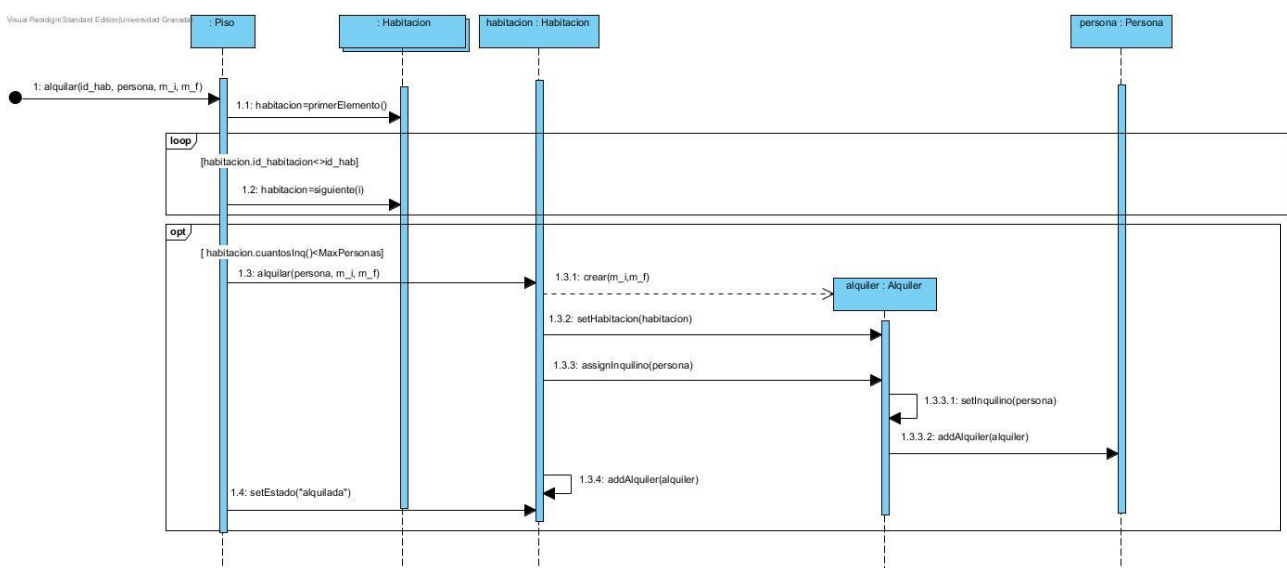 Visual Paradigm Standard Edition(Universidad Granada)
: Piso
: Habitacion
habitacion : Habitacion
persona : Persona
1: alquilar(id_hab, persona, m_i, m_f)
1.1: habitacion=primerElemento()
loop
[habitacion.id_habitacion<>id_hab]
1.2: habitacion=siguiente(i)
opt
[ habitacion.cuantosInq()<MaxPersonas]
1.3: alquilar(persona, m_i, m_f)
1.3.1: crear(m_i,m_f)
alquiler : Alquiler
1.3.2: setHabitacion(habitacion)
1.3.3: assignInquilino(persona)
1.3.3.1: setInquilino(persona)
1.3.3.2: addAlquiler(alquiler)
1.3.4: addAlquiler(alquiler)
1.4: setEstado("alquilada")